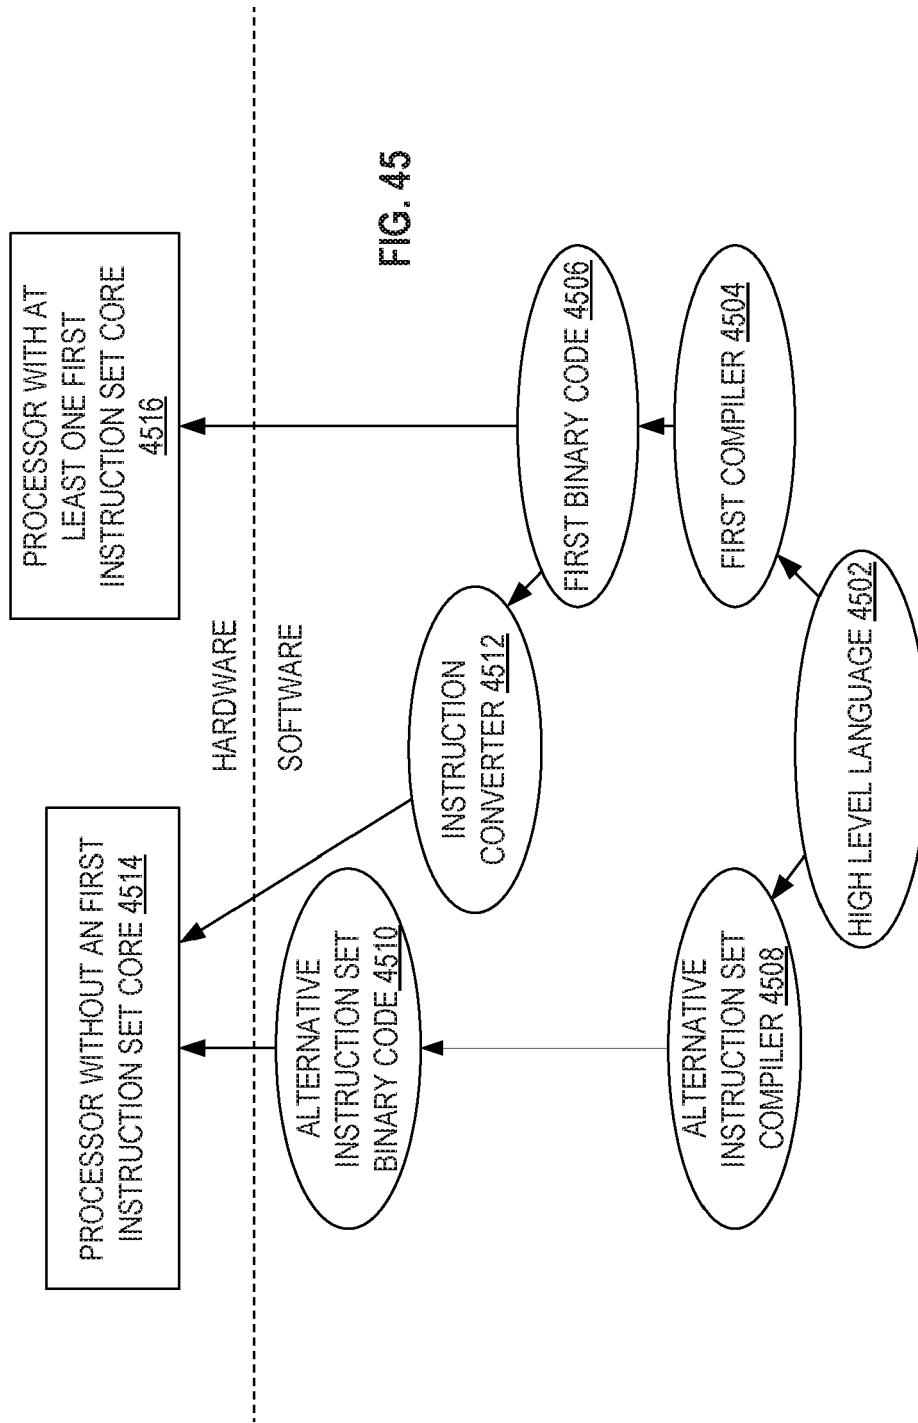 PROCESSOR WITHOUT AN FIRST
INSTRUCTION SET CORE 4514
PROCESSOR WITH AT
LEAST ONE FIRST
INSTRUCTION SET CORE
4516
HARDWARE
SOFTWARE
ALTERNATIVE
INSTRUCTION SET
BINARY CODE 4510
INSTRUCTION
CONVERTER 4512
FIG. 45
FIRST BINARY CODE 4506
ALTERNATIVE
INSTRUCTION SET
COMPILER 4508
FIRST COMPILER 4504
HIGH LEVEL LANGUAGE 4502